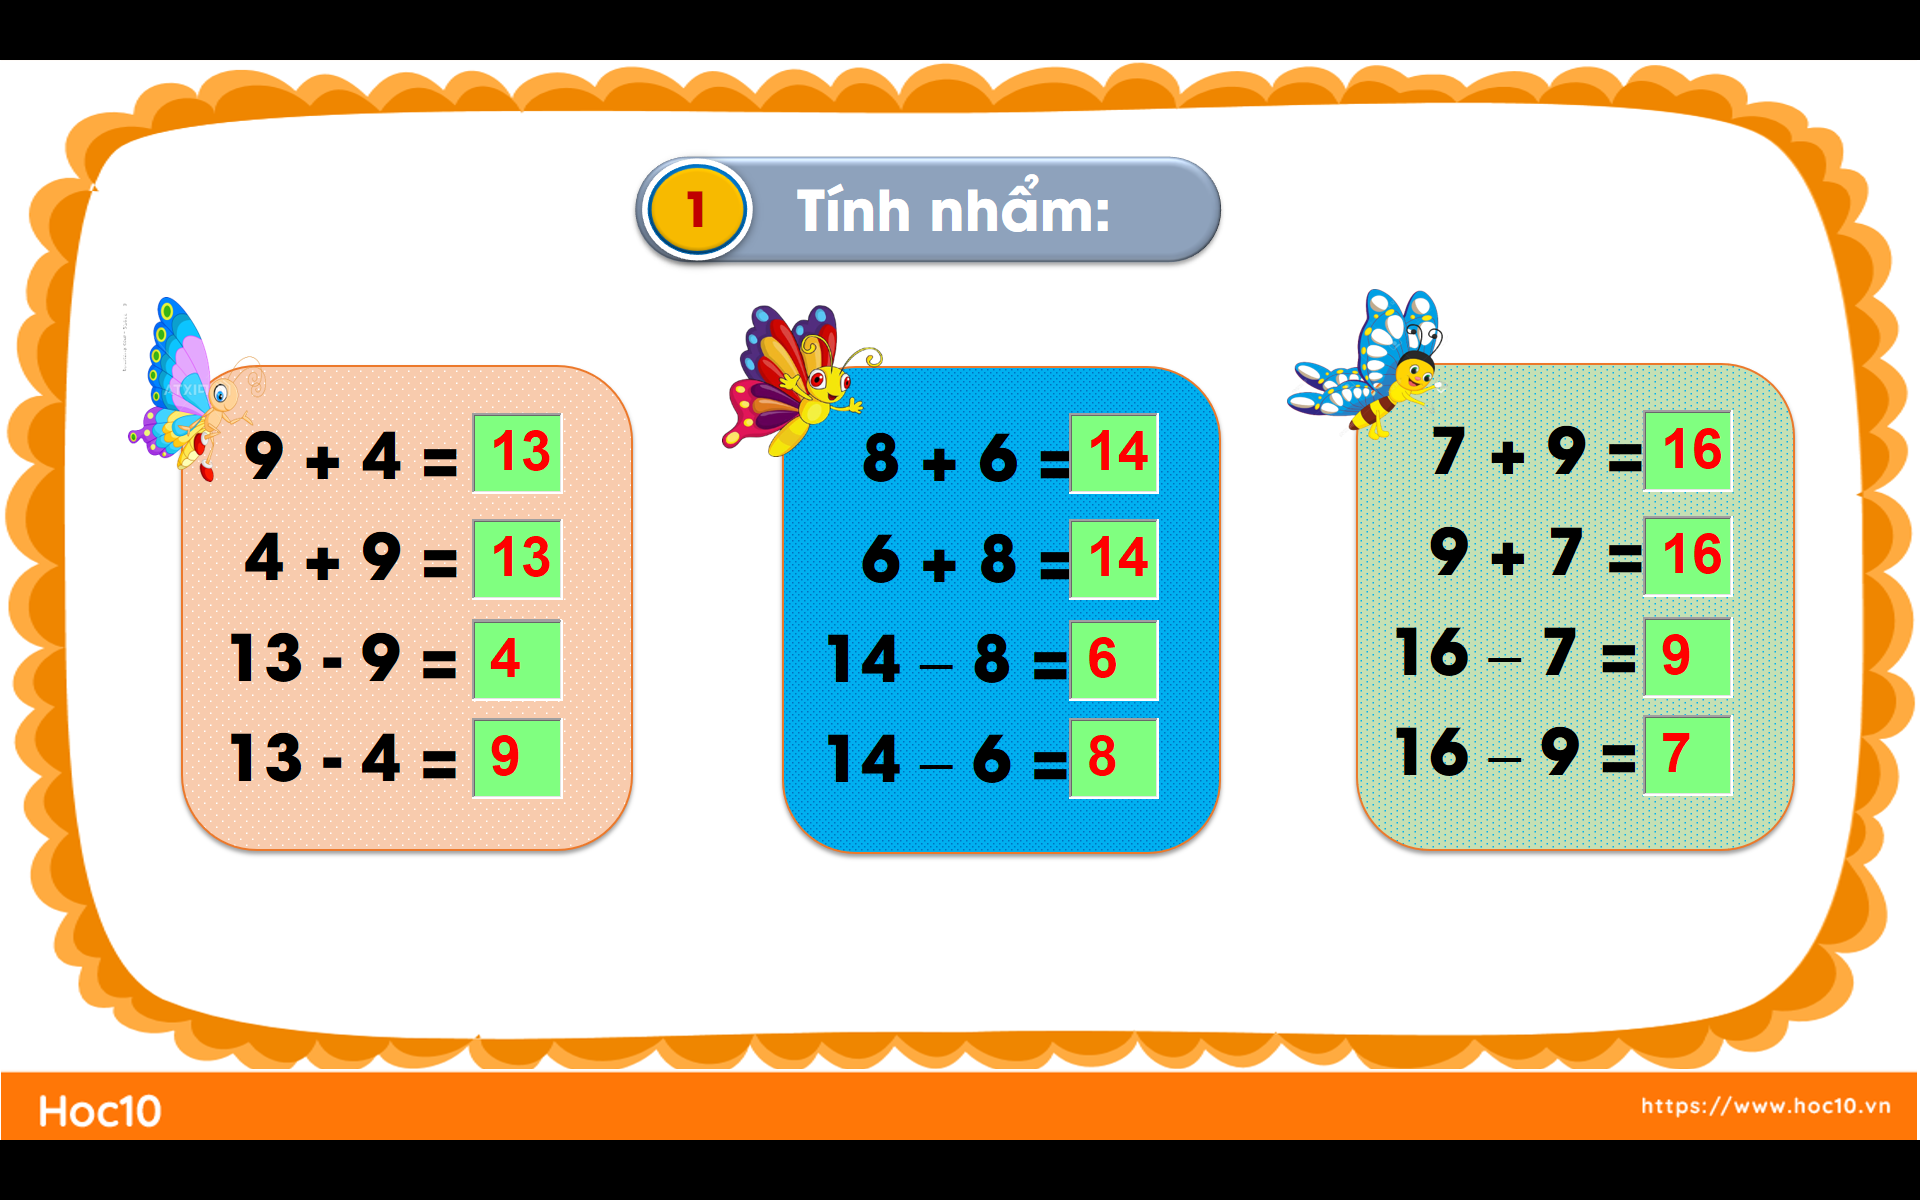 1 Tính nhẩm:
9 + 4 = 13
4 + 9 = 13
13 - 9 = 4
13 - 4 = 9
8 + 6 = 14
6 + 8 = 14
14 – 8 = 6
14 – 6 = 8
7 + 9 = 16
9 + 7 = 16
16 – 7 = 9
16 – 9 = 7
Hoc10
https://www.hoc10.vn